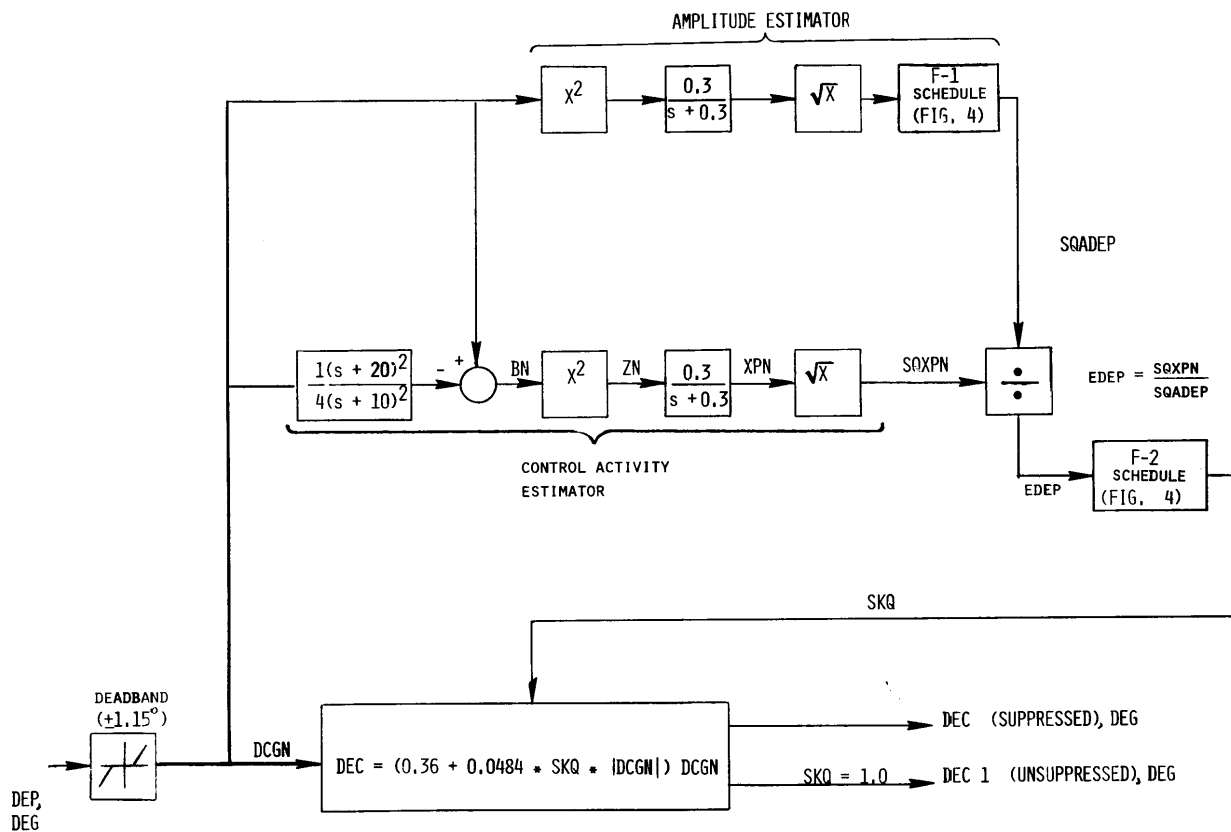 AMPLITUDE ESTIMATOR
X²
0.3
s + 0.3
√X
F-1
SCHEDULE
(FIG. 4)
SQADEP
1(s + 20)²
4(s + 10)²
- +
BN
X²
ZN
0.3
s + 0.3
XPN
√X
SQXPN
÷
EDEP = SQXPN
SQADEP
CONTROL ACTIVITY
ESTIMATOR
EDEP
F-2
SCHEDULE
(FIG. 4)
SKQ
DEADBAND
(±1.15°)
DCGN
DEC = (0.36 + 0.0484 * SKQ * |DCGN|) DCGN
DEC (SUPPRESSED), DEG
SKQ = 1.0
DEC 1 (UNSUPPRESSED), DEG
DEP,
DEG